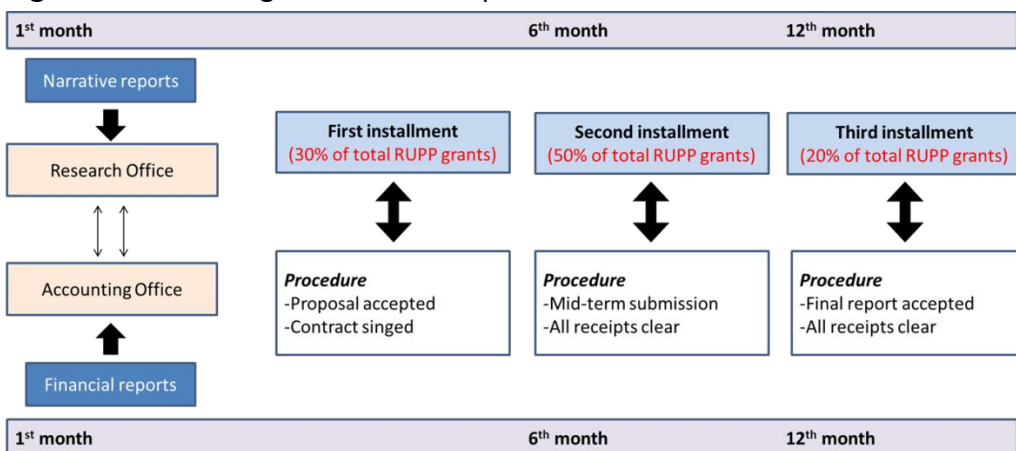 1st month 6th month 12th month
Narrative reports
Research Office
Accounting Office
Financial reports
First installment
(30% of total RUPP grants)
Procedure
-Proposal accepted
-Contract singed
Second installment
(50% of total RUPP grants)
Procedure
-Mid-term submission
-All receipts clear
Third installment
(20% of total RUPP grants)
Procedure
-Final report accepted
-All receipts clear
1st month 6th month 12th month